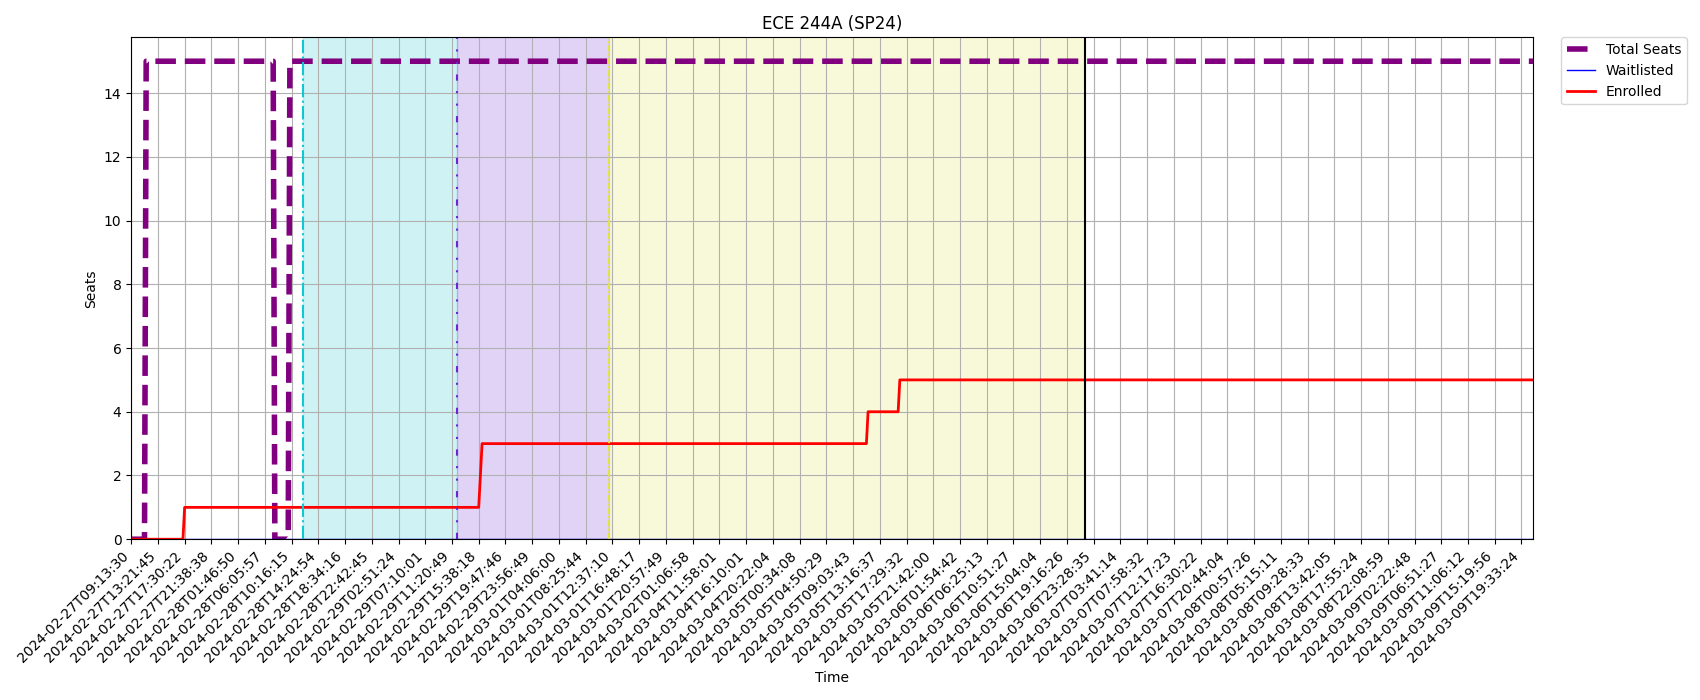 ECE 244A (SP24)
Total Seats
Waitlisted
Enrolled
Seats
14
12
10
8
6
4
2
0
2024-02-27T09:13:30
2024-02-27T13:21:45
2024-02-27T17:30:22
2024-02-27T21:38:38
2024-02-28T01:46:50
2024-02-28T06:05:57
2024-02-28T10:16:15
2024-02-28T14:24:54
2024-02-28T18:34:16
2024-02-28T22:42:45
2024-02-29T02:51:24
2024-02-29T07:10:01
2024-02-29T11:20:49
2024-02-29T15:38:18
2024-02-29T19:47:46
2024-02-29T23:56:49
2024-03-01T04:06:00
2024-03-01T08:25:44
2024-03-01T12:37:10
2024-03-01T16:48:17
2024-03-01T20:57:49
2024-03-02T01:06:58
2024-03-04T11:58:01
2024-03-04T16:10:01
2024-03-04T20:22:04
2024-03-05T00:34:08
2024-03-05T04:50:29
2024-03-05T09:03:43
2024-03-05T13:16:37
2024-03-05T17:29:32
2024-03-05T21:42:00
2024-03-06T01:54:42
2024-03-06T06:25:13
2024-03-06T10:51:27
2024-03-06T15:04:04
2024-03-06T19:16:26
2024-03-06T23:28:35
2024-03-07T03:41:14
2024-03-07T07:58:32
2024-03-07T12:17:23
2024-03-07T16:30:22
2024-03-07T20:44:04
2024-03-08T00:57:26
2024-03-08T05:15:11
2024-03-08T09:28:33
2024-03-08T13:42:05
2024-03-08T17:55:24
2024-03-08T22:08:59
2024-03-09T02:22:48
2024-03-09T06:51:27
2024-03-09T11:06:12
2024-03-09T15:19:56
2024-03-09T19:33:24
Time